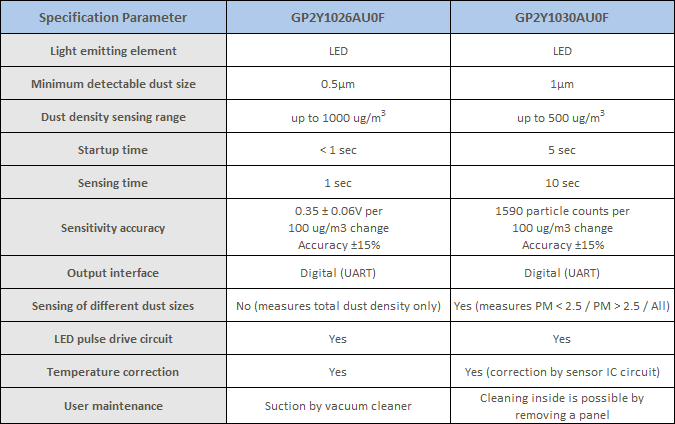 Specification Parameter GP2Y1026AU0F GP2Y1030AU0F
Light emitting element LED LED
Minimum detectable dust size 0.5µm 1µm
Dust density sensing range up to 1000 ug/m³ up to 500 ug/m³
Startup time < 1 sec 5 sec
Sensing time 1 sec 10 sec
Sensitivity accuracy
0.35 ± 0.06V per
100 ug/m3 change
Accuracy ±15%
1590 particle counts per
100 ug/m3 change
Accuracy ±15%
Output interface Digital (UART) Digital (UART)
Sensing of different dust sizes No (measures total dust density only) Yes (measures PM < 2.5 / PM > 2.5 / All)
LED pulse drive circuit Yes Yes
Temperature correction Yes Yes (correction by sensor IC circuit)
User maintenance Suction by vacuum cleaner
Cleaning inside is possible by
removing a panel